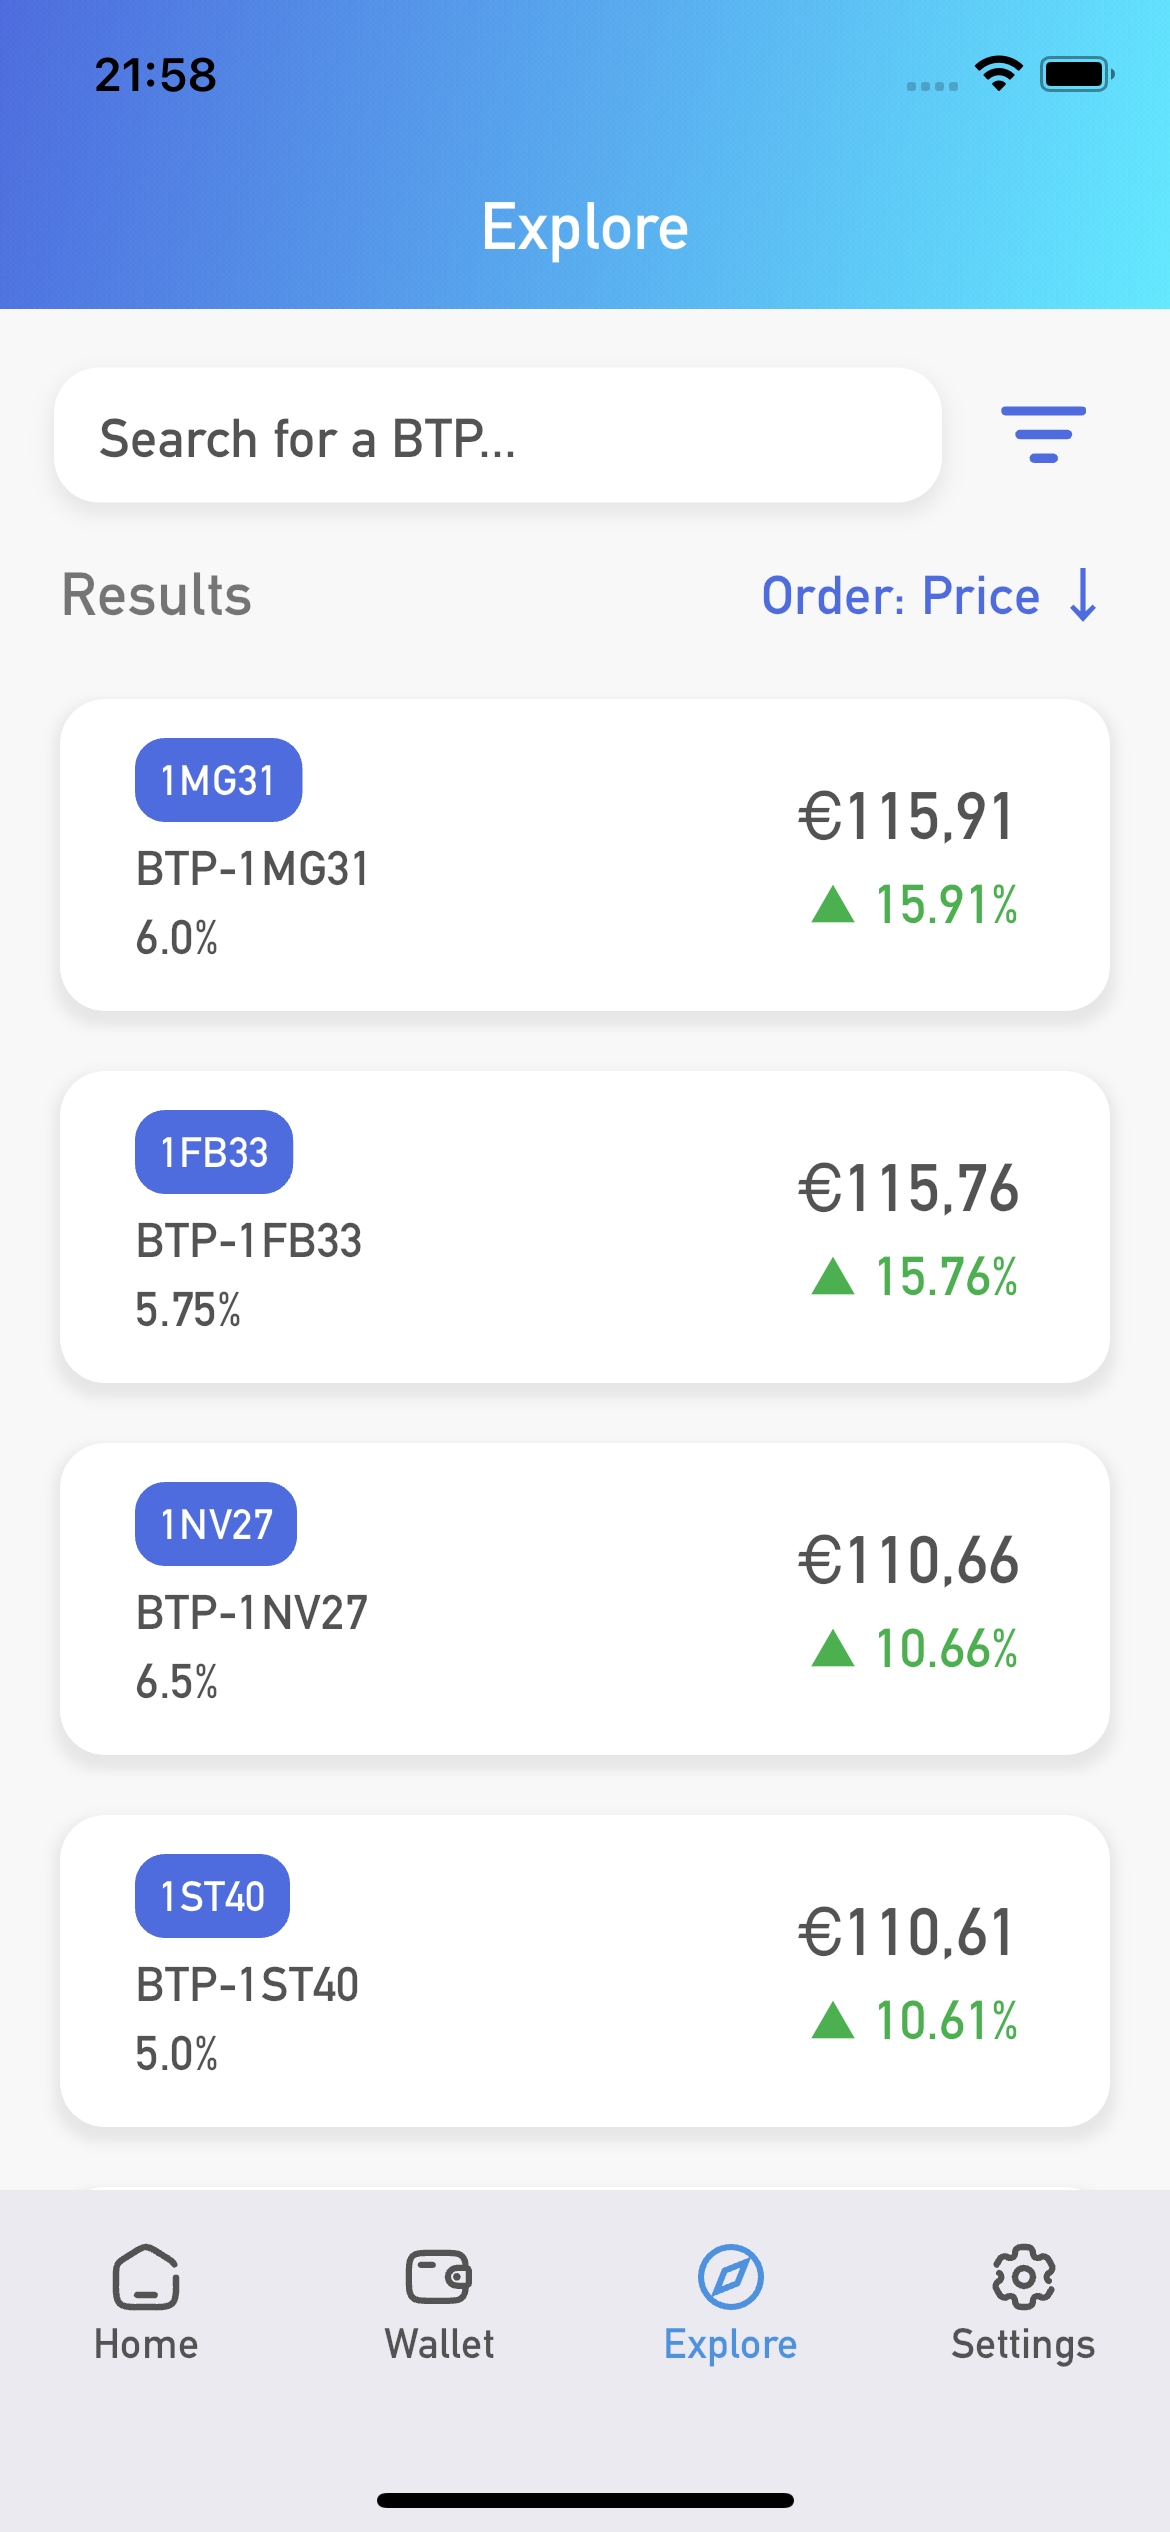 21:58
Explore
Search for a BTP...
Results
Order: Price ↓
1MG31
BTP-1MG31
6.0%
€115,91
▲ 15.91%
1FB33
BTP-1FB33
5.75%
€115,76
▲ 15.76%
1NV27
BTP-1NV27
6.5%
€110,66
▲ 10.66%
1ST40
BTP-1ST40
5.0%
€110,61
▲ 10.61%
Home
Wallet
Explore
Settings